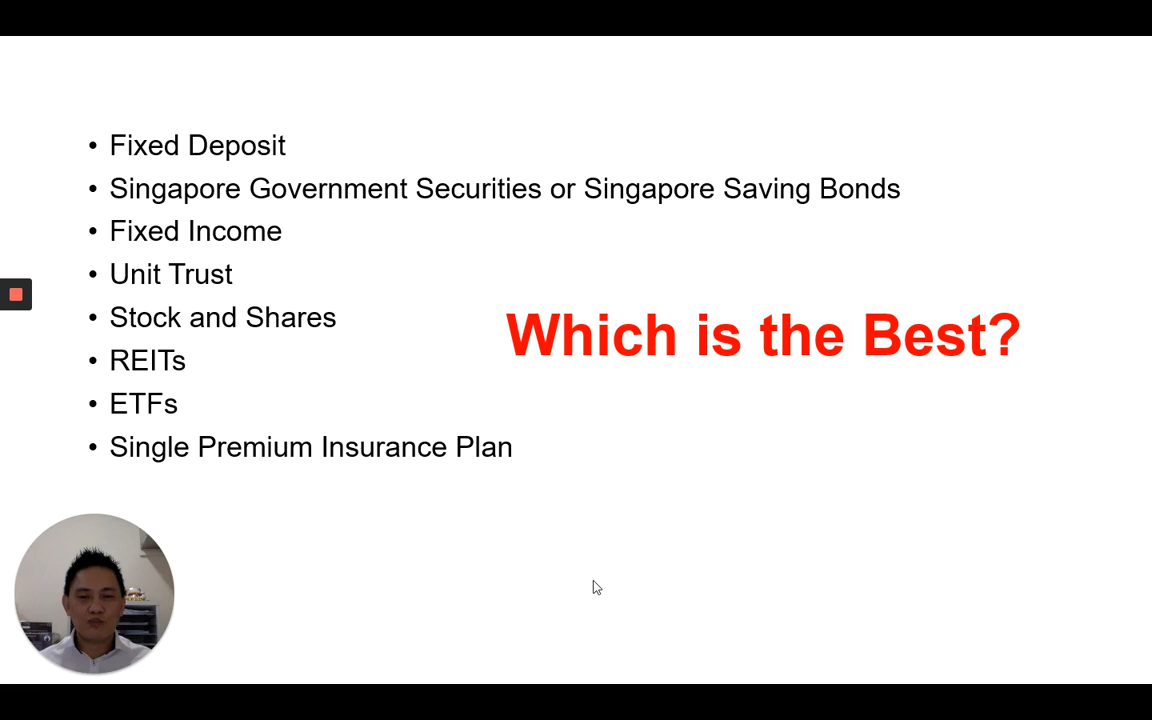 • Fixed Deposit
• Singapore Government Securities or Singapore Saving Bonds
• Fixed Income
• Unit Trust
• Stock and Shares
• REITs
• ETFs
• Single Premium Insurance Plan
Which is the Best?